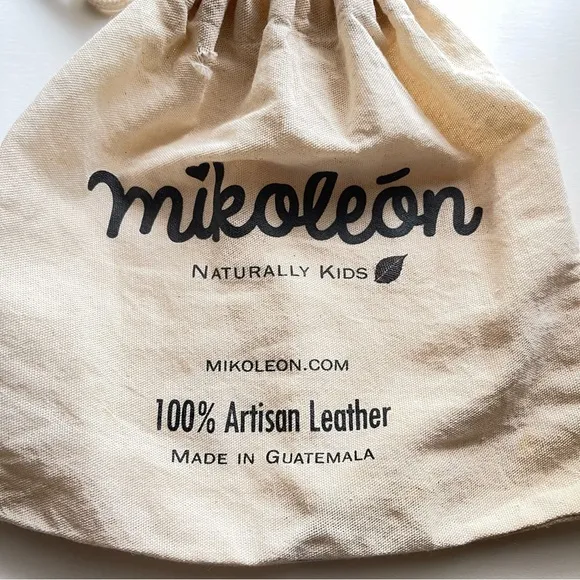 mikoleón
NATURALLY KIDS
MIKOLEON.COM
100% Artisan Leather
MADE IN GUATEMALA